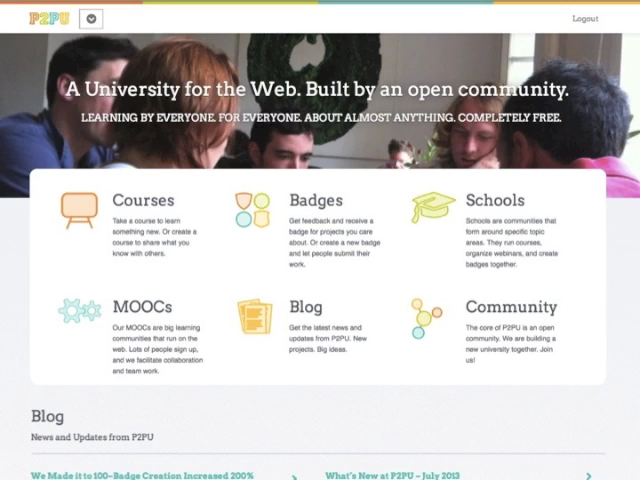 P2PU
Logout
A University for the Web. Built by an open community.
LEARNING BY EVERYONE. FOR EVERYONE. ABOUT ALMOST ANYTHING. COMPLETELY FREE.
Courses
Take a course to learn
something new. Or create a
course to share what you
know with others.
Badges
Get feedback and receive a
badge for projects you care
about. Or create a new badge
and let people submit their
work.
Schools
Schools are communities that
form around specific topic
areas. They run courses,
organize webinars, and create
badges together.
MOOCs
Our MOOCs are big learning
communities that run on the
web. Lots of people sign up,
and we facilitate collaboration
and team work.
Blog
Get the latest news and
updates from P2PU. New
projects. Big ideas.
Community
The core of P2PU is an open
community. We are building a
new university together. Join
us!
Blog
News and Updates from P2PU
We Made it to 100–Badge Creation Increased 200%
What's New at P2PU – July 2013